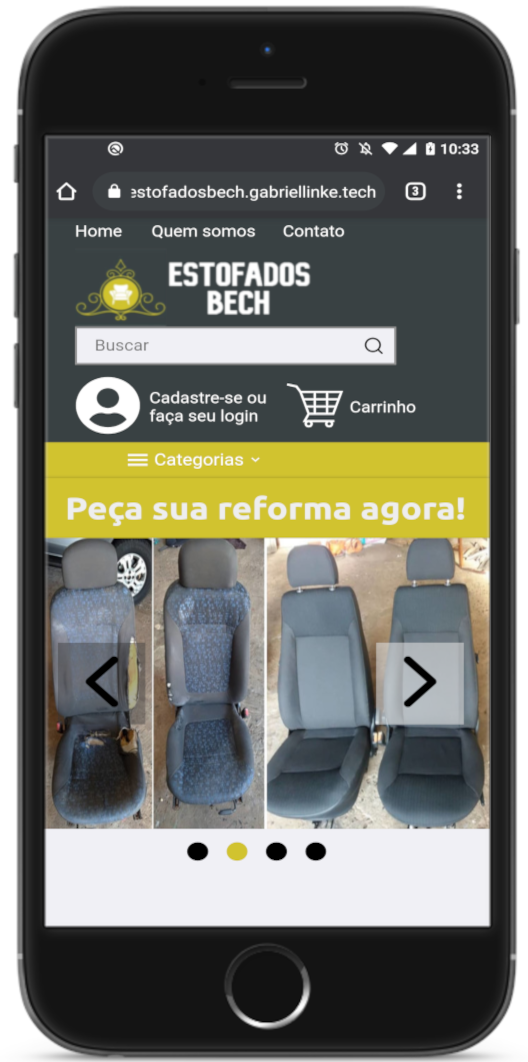 10:33
estofadosbech.gabriellinke.tech
3
Home Quem somos Contato
ESTOFADOS
BECH
Buscar
Cadastre-se ou
faça seu login
Carrinho
Categorias
Peça sua reforma agora!